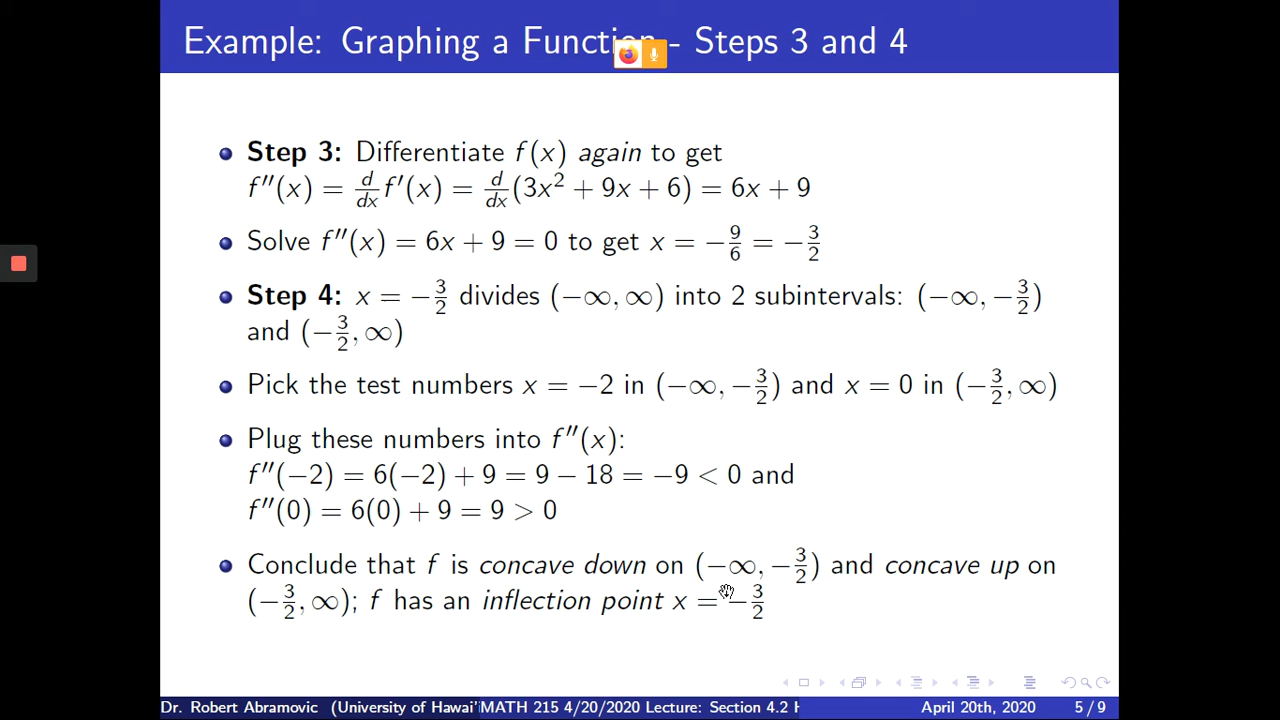 Example: Graphing a Function - Steps 3 and 4
Step 3: Differentiate f(x) again to get
f″(x) = d/dx f′(x) = d/dx(3x² + 9x + 6) = 6x + 9
Solve f″(x) = 6x + 9 = 0 to get x = −9/6 = −3/2
Step 4: x = −3/2 divides (−∞, ∞) into 2 subintervals: (−∞, −3/2)
and (−3/2, ∞)
Pick the test numbers x = −2 in (−∞, −3/2) and x = 0 in (−3/2, ∞)
Plug these numbers into f″(x):
f″(−2) = 6(−2) + 9 = 9 − 18 = −9 < 0 and
f″(0) = 6(0) + 9 = 9 > 0
Conclude that f is concave down on (−∞, −3/2) and concave up on
(−3/2, ∞); f has an inflection point x = −3/2
Dr. Robert Abramovic (University of Hawai'i MATH 215 4/20/2020 Lecture: Section 4.2 H April 20th, 2020 5 / 9